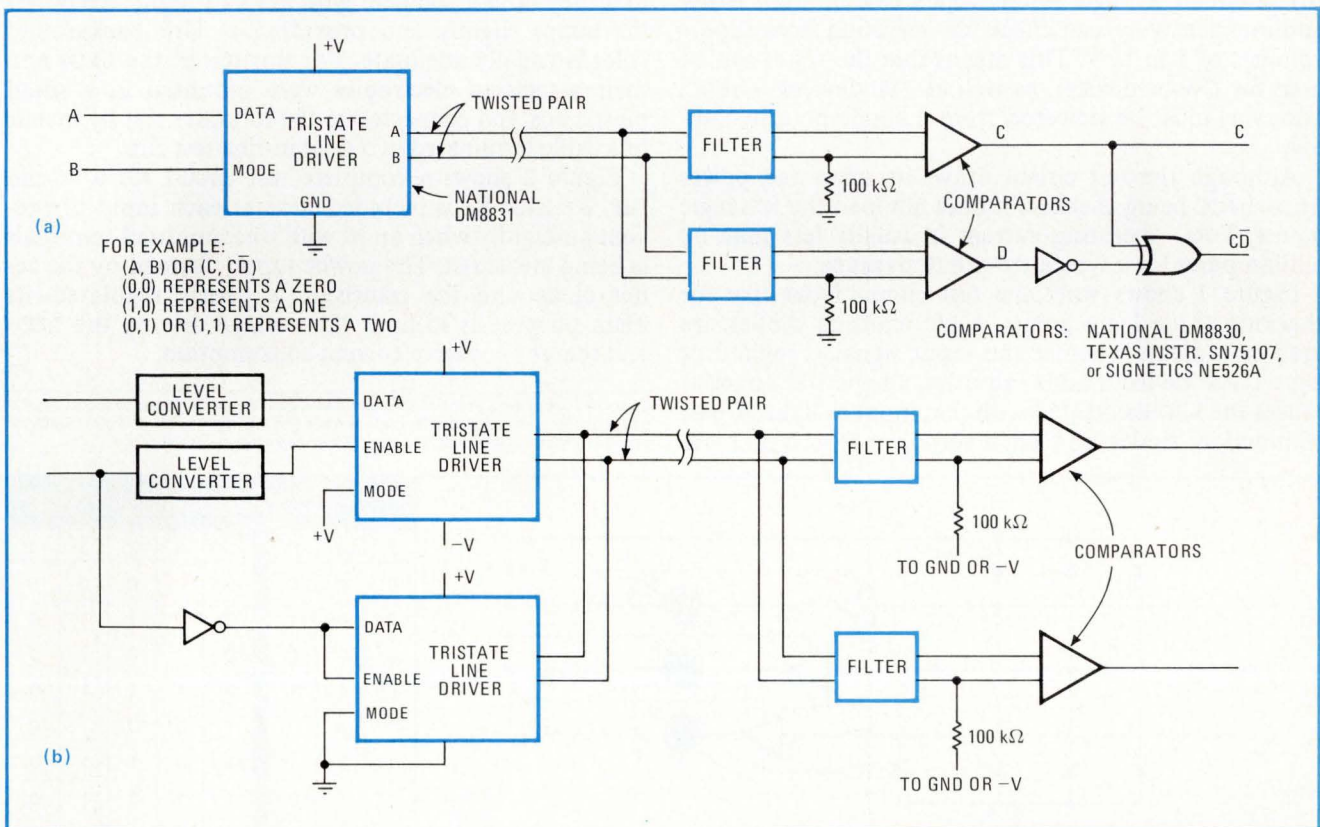 +V
A
DATA
TRISTATE
LINE
DRIVER
B
MODE
GND
A
B
TWISTED PAIR
NATIONAL
DM8831
FILTER
100 kΩ
FILTER
100 kΩ
COMPARATORS
C
C
D
CD̅
COMPARATORS: NATIONAL DM8830,
TEXAS INSTR. SN75107,
or SIGNETICS NE526A
(a)
FOR EXAMPLE:
(A, B) OR (C, CD̅)
(0,0) REPRESENTS A ZERO
(1,0) REPRESENTS A ONE
(0,1) OR (1,1) REPRESENTS A TWO
LEVEL
CONVERTER
LEVEL
CONVERTER
+V
DATA
TRISTATE
ENABLE
LINE
DRIVER
MODE
+V
−V
TWISTED PAIR
+V
DATA
TRISTATE
LINE
ENABLE
DRIVER
MODE
FILTER
100 kΩ
TO GND OR −V
COMPARATORS
FILTER
100 kΩ
TO GND OR −V
(b)